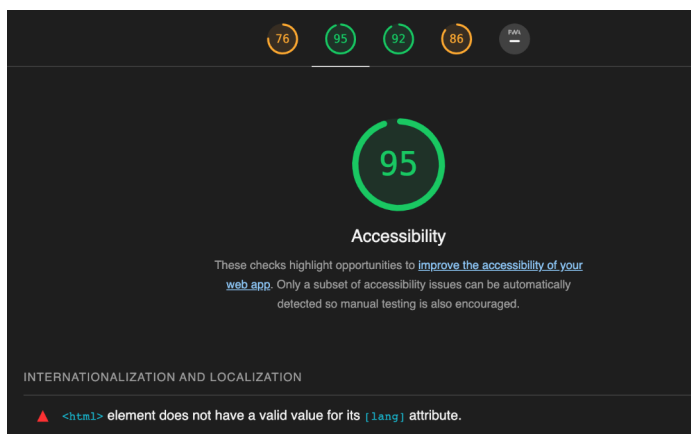 76 95 92 86 PWA
95
Accessibility
These checks highlight opportunities to improve the accessibility of your
web app. Only a subset of accessibility issues can be automatically
detected so manual testing is also encouraged.
INTERNATIONALIZATION AND LOCALIZATION
<html> element does not have a valid value for its [lang] attribute.